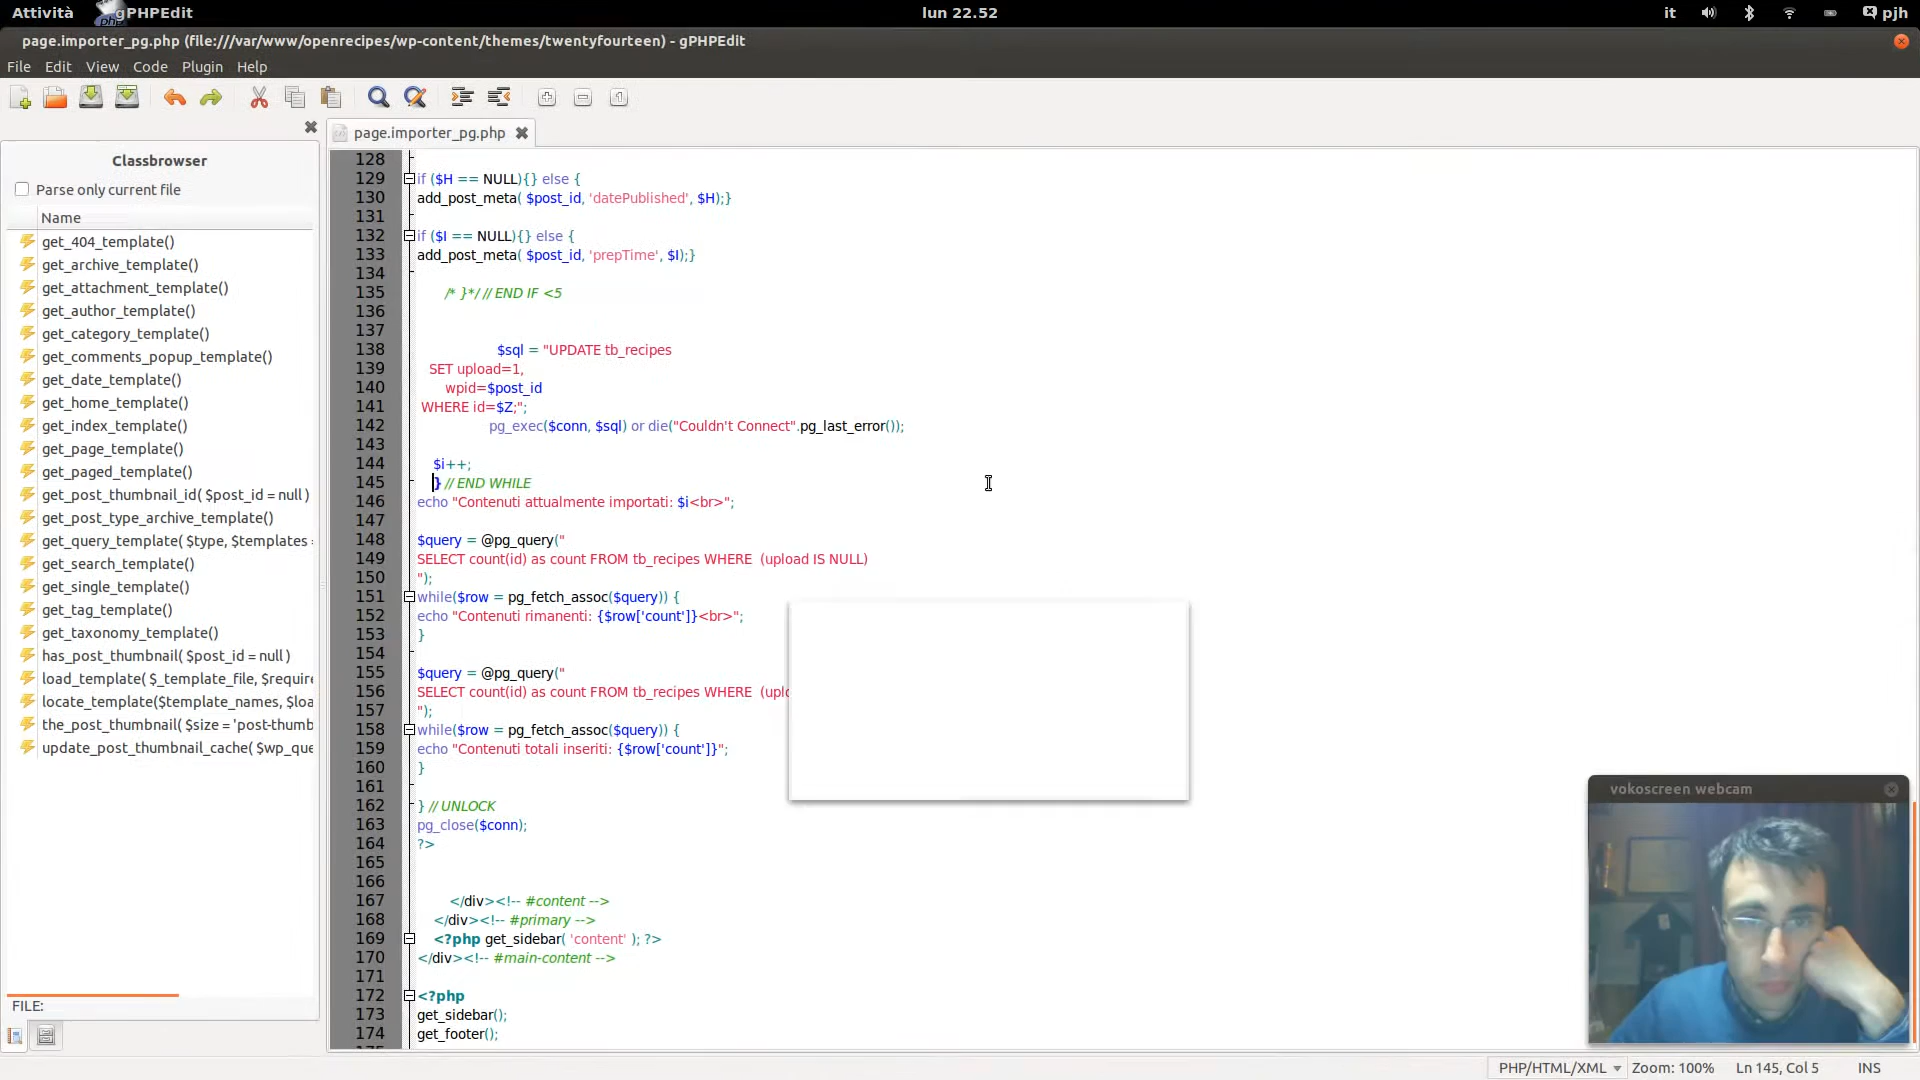 Attività
gPHPEdit
lun 22.52
it
pjh
page.importer_pg.php (file:///var/www/openrecipes/wp-content/themes/twentyfourteen) - gPHPEdit
File Edit View Code Plugin Help
page.importer_pg.php
Classbrowser
Parse only current file
Name
get_404_template()
get_archive_template()
get_attachment_template()
get_author_template()
get_category_template()
get_comments_popup_template()
get_date_template()
get_home_template()
get_index_template()
get_page_template()
get_paged_template()
get_post_thumbnail_id( $post_id = null )
get_post_type_archive_template()
get_query_template( $type, $templates =
get_search_template()
get_single_template()
get_tag_template()
get_taxonomy_template()
has_post_thumbnail( $post_id = null )
load_template( $_template_file, $require
locate_template($template_names, $loa
the_post_thumbnail( $size = 'post-thumb
update_post_thumbnail_cache( $wp_que
FILE:
128
129 if ($H == NULL){} else {
130 add_post_meta( $post_id, 'datePublished', $H);}
131
132 if ($I == NULL){} else {
133 add_post_meta( $post_id, 'prepTime', $I);}
134
135 /* }*/ // END IF <5
136
137
138 $sql = "UPDATE tb_recipes
139 SET upload=1,
140 wpid=$post_id
141 WHERE id=$Z;";
142 pg_exec($conn, $sql) or die("Couldn't Connect".pg_last_error());
143
144 $i++;
145 } // END WHILE
146 echo "Contenuti attualmente importati: $i<br>";
147
148 $query = @pg_query("
149 SELECT count(id) as count FROM tb_recipes WHERE  (upload IS NULL)
150 ");
151 while($row = pg_fetch_assoc($query)) {
152 echo "Contenuti rimanenti: {$row['count']}<br>";
153 }
154
155 $query = @pg_query("
156 SELECT count(id) as count FROM tb_recipes WHERE
157 ");
158 while($row = pg_fetch_assoc($query)) {
159 echo "Contenuti totali inseriti: {$row['count']}";
160 }
161
162 } // UNLOCK
163 pg_close($conn);
164 ?>
165
166
167 </div><!-- #content -->
168 </div><!-- #primary -->
169 <?php get_sidebar( 'content' ); ?>
170 </div><!-- #main-content -->
171
172 <?php
173 get_sidebar();
174 get_footer();
vokoscreen webcam
PHP/HTML/XML Zoom: 100% Ln 145, Col 5 INS